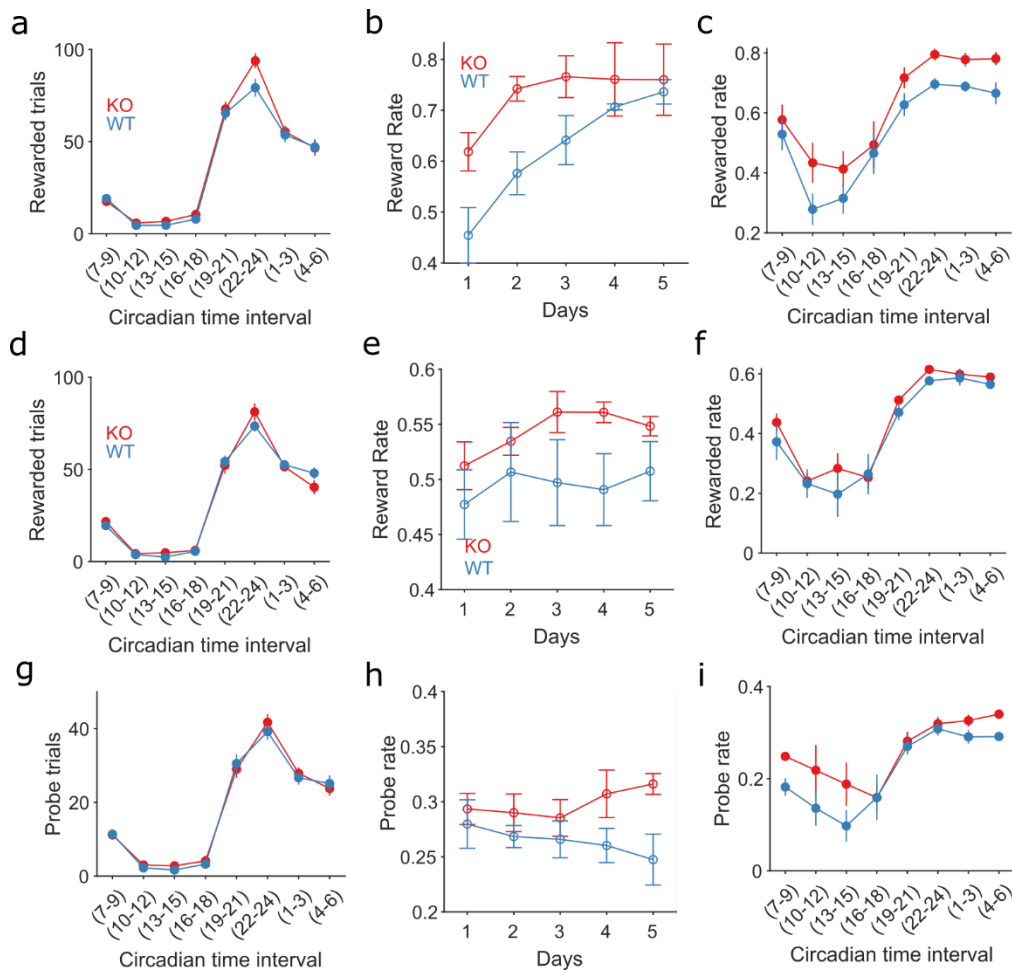 a
Rewarded trials
100
50
0
KO
WT
(7-9)
(10-12)
(13-15)
(16-18)
(19-21)
(22-24)
(1-3)
(4-6)
Circadian time interval
b
Reward Rate
0.8
0.7
0.6
0.5
0.4
KO
WT
1 2 3 4 5
Days
c
Rewarded rate
0.8
0.6
0.4
0.2
(7-9)
(10-12)
(13-15)
(16-18)
(19-21)
(22-24)
(1-3)
(4-6)
Circadian time interval
d
Rewarded trials
100
50
0
KO
WT
(7-9)
(10-12)
(13-15)
(16-18)
(19-21)
(22-24)
(1-3)
(4-6)
Circadian time interval
e
Reward Rate
0.6
0.55
0.5
0.45
0.4
KO
WT
1 2 3 4 5
Days
f
Rewarded rate
0.6
0.4
0.2
0
(7-9)
(10-12)
(13-15)
(16-18)
(19-21)
(22-24)
(1-3)
(4-6)
Circadian time interval
g
Probe trials
40
20
0
(7-9)
(10-12)
(13-15)
(16-18)
(19-21)
(22-24)
(1-3)
(4-6)
Circadian time interval
h
Probe rate
0.4
0.35
0.3
0.25
0.2
1 2 3 4 5
Days
i
Probe rate
0.4
0.2
0
(7-9)
(10-12)
(13-15)
(16-18)
(19-21)
(22-24)
(1-3)
(4-6)
Circadian time interval